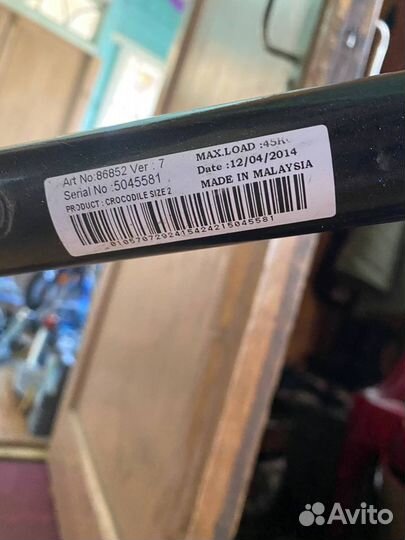 Art No:86852 Ver : 7
Serial No :5045581
PRODUCT : CROCODILE SIZE 2
MAX.LOAD :45K
Date :12/04/2014
MADE IN MALAYSIA
Avito